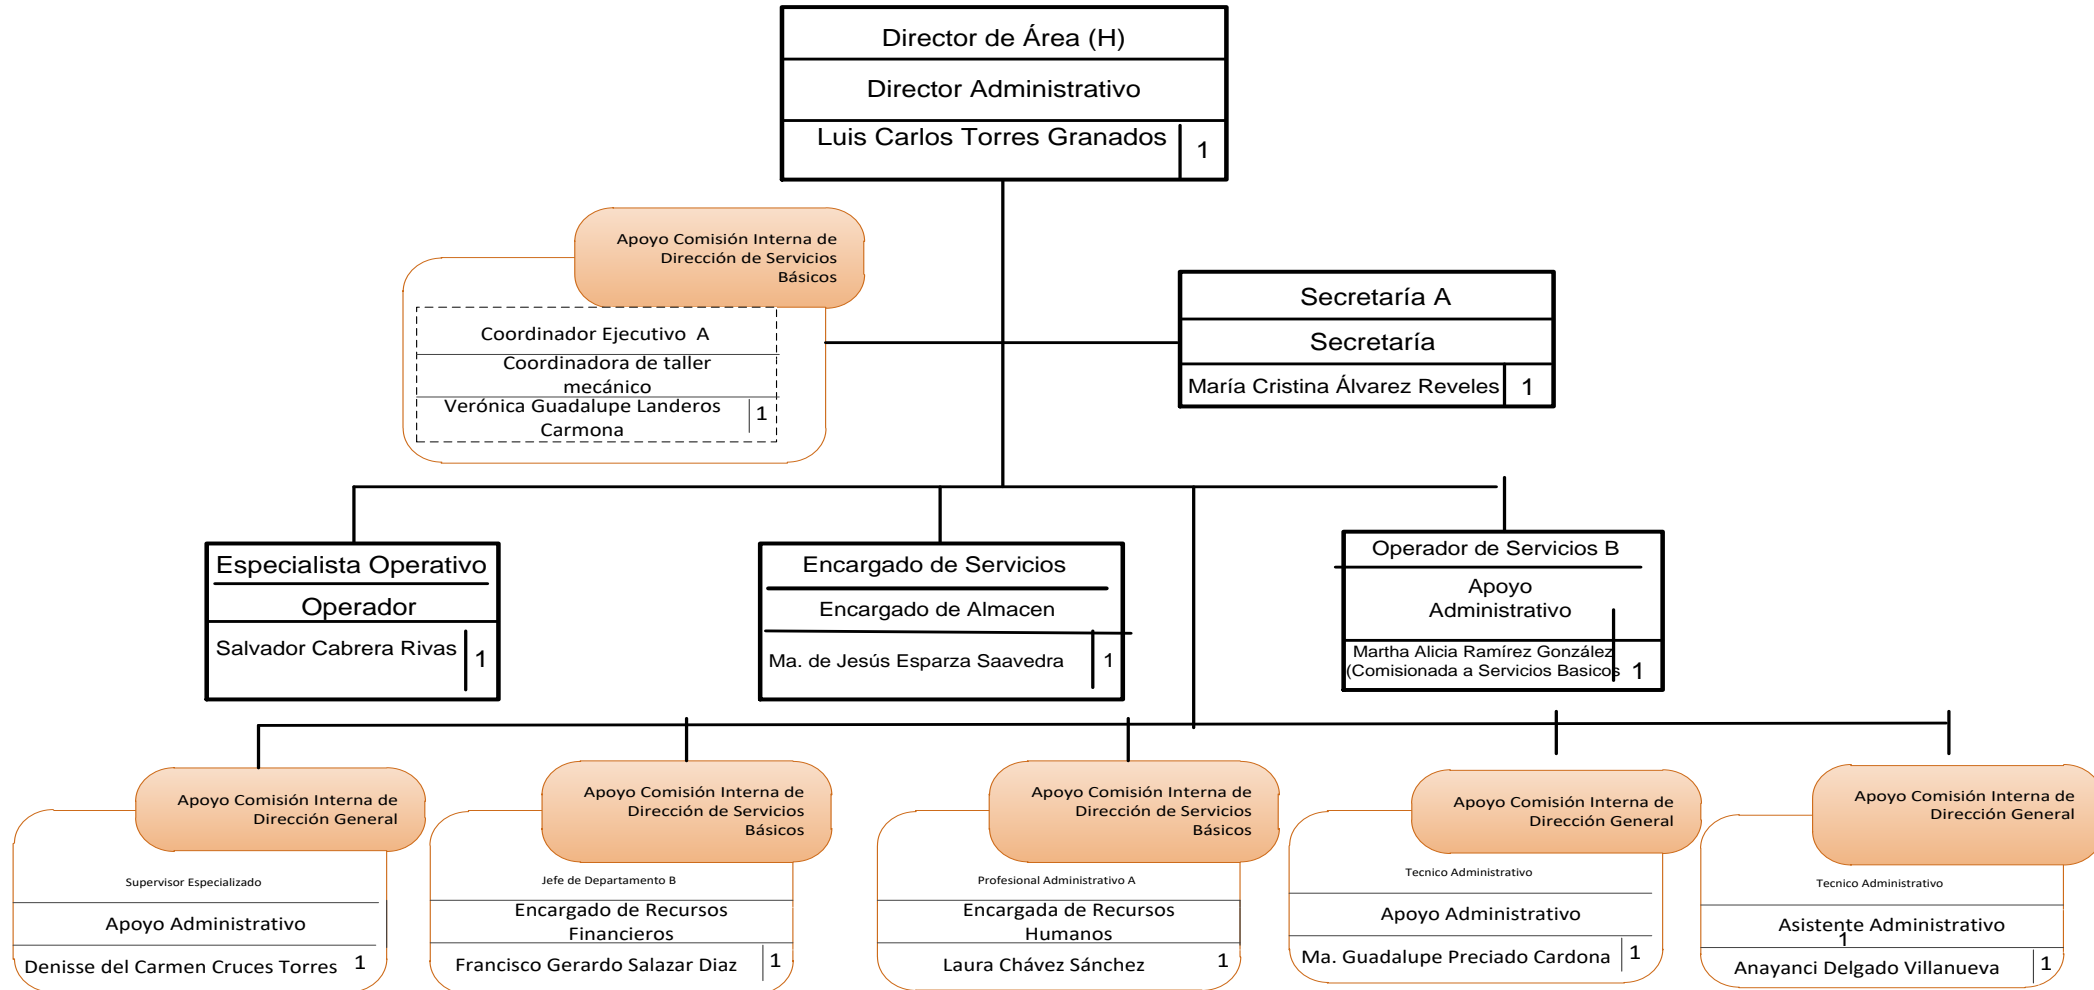 Director de Área (H)
Director Administrativo
Luis Carlos Torres Granados
1
Apoyo Comisión Interna de
Dirección de Servicios
Básicos
Coordinador Ejecutivo  A
Coordinadora de taller
mecánico
Verónica Guadalupe Landeros
Carmona
1
Secretaría A
Secretaría
María Cristina Álvarez Reveles
1
Especialista Operativo
Operador
Salvador Cabrera Rivas
1
Encargado de Servicios
Encargado de Almacen
Ma. de Jesús Esparza Saavedra
1
Operador de Servicios B
Apoyo
Administrativo
Martha Alicia Ramírez González
(Comisionada a Servicios Basicos
1
Apoyo Comisión Interna de
Dirección General
Supervisor Especializado
Apoyo Administrativo
Denisse del Carmen Cruces Torres
1
Apoyo Comisión Interna de
Dirección de Servicios
Básicos
Jefe de Departamento B
Encargado de Recursos
Financieros
Francisco Gerardo Salazar Diaz
1
Apoyo Comisión Interna de
Dirección de Servicios
Básicos
Profesional Administrativo A
Encargada de Recursos
Humanos
Laura Chávez Sánchez
1
Apoyo Comisión Interna de
Dirección General
Tecnico Administrativo
Apoyo Administrativo
Ma. Guadalupe Preciado Cardona
1
Apoyo Comisión Interna de
Dirección General
Tecnico Administrativo
Asistente Administrativo
1
Anayanci Delgado Villanueva
1